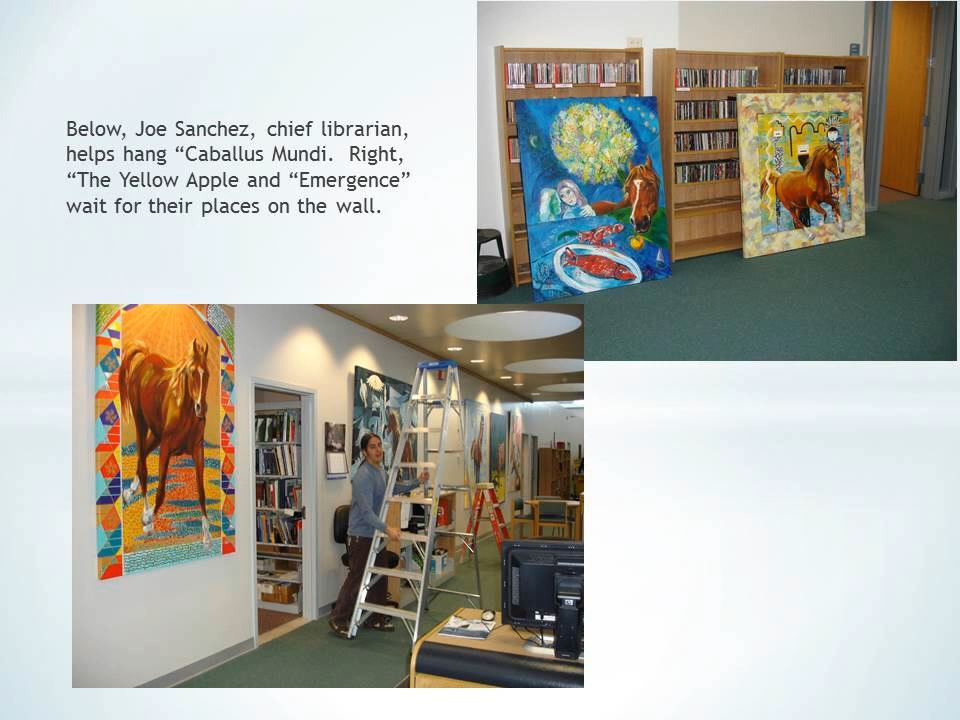 Below, Joe Sanchez, chief librarian,
helps hang “Caballus Mundi.  Right,
“The Yellow Apple and “Emergence”
wait for their places on the wall.